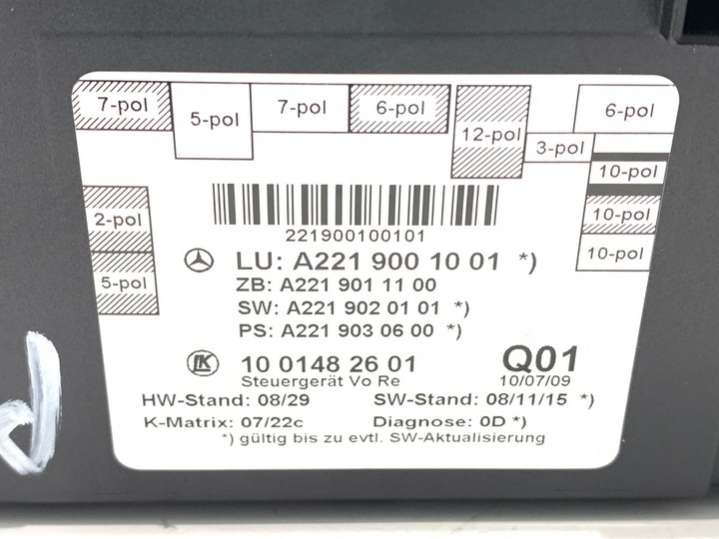 7-pol
5-pol
7-pol
6-pol
12-pol
3-pol
6-pol
10-pol
10-pol
10-pol
2-pol
5-pol
221900100101
LU: A221 900 10 01 *)
ZB: A221 901 11 00
SW: A221 902 01 01 *)
PS: A221 903 06 00 *)
LK 10 0148 26 01 Q01
Steuergerät Vo Re 10/07/09
HW-Stand: 08/29 SW-Stand: 08/11/15 *)
K-Matrix: 07/22c Diagnose: 0D *)
*) gültig bis zu evtl. SW-Aktualisierung